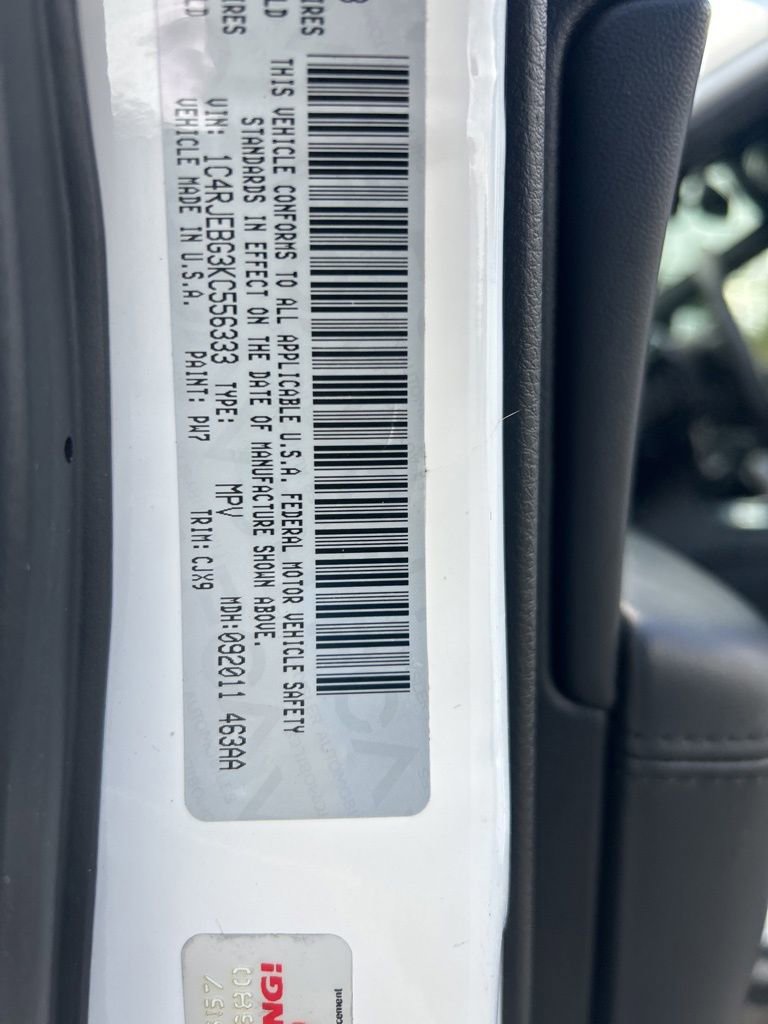 THIS VEHICLE CONFORMS TO ALL APPLICABLE U.S.A. FEDERAL MOTOR VEHICLE SAFETY
STANDARDS IN EFFECT ON THE DATE OF MANUFACTURE SHOWN ABOVE.
VIN: 1C4RJEBG3KC556333 TYPE: MPV MDH:092011 463AA
VEHICLE MADE IN U.S.A. PAINT: PW7 TRIM: CJX9